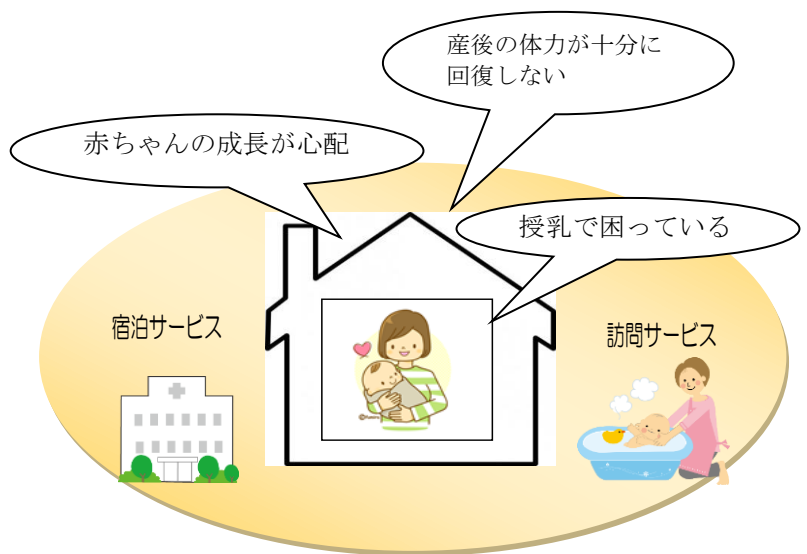 産後の体力が十分に
回復しない
赤ちゃんの成長が心配
授乳で困っている
宿泊サービス
訪問サービス